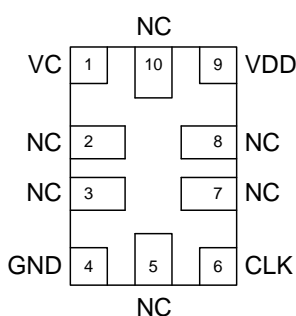 NC
VC 1 10 9 VDD
NC 2 8 NC
NC 3 7 NC
GND 4 5 6 CLK
NC